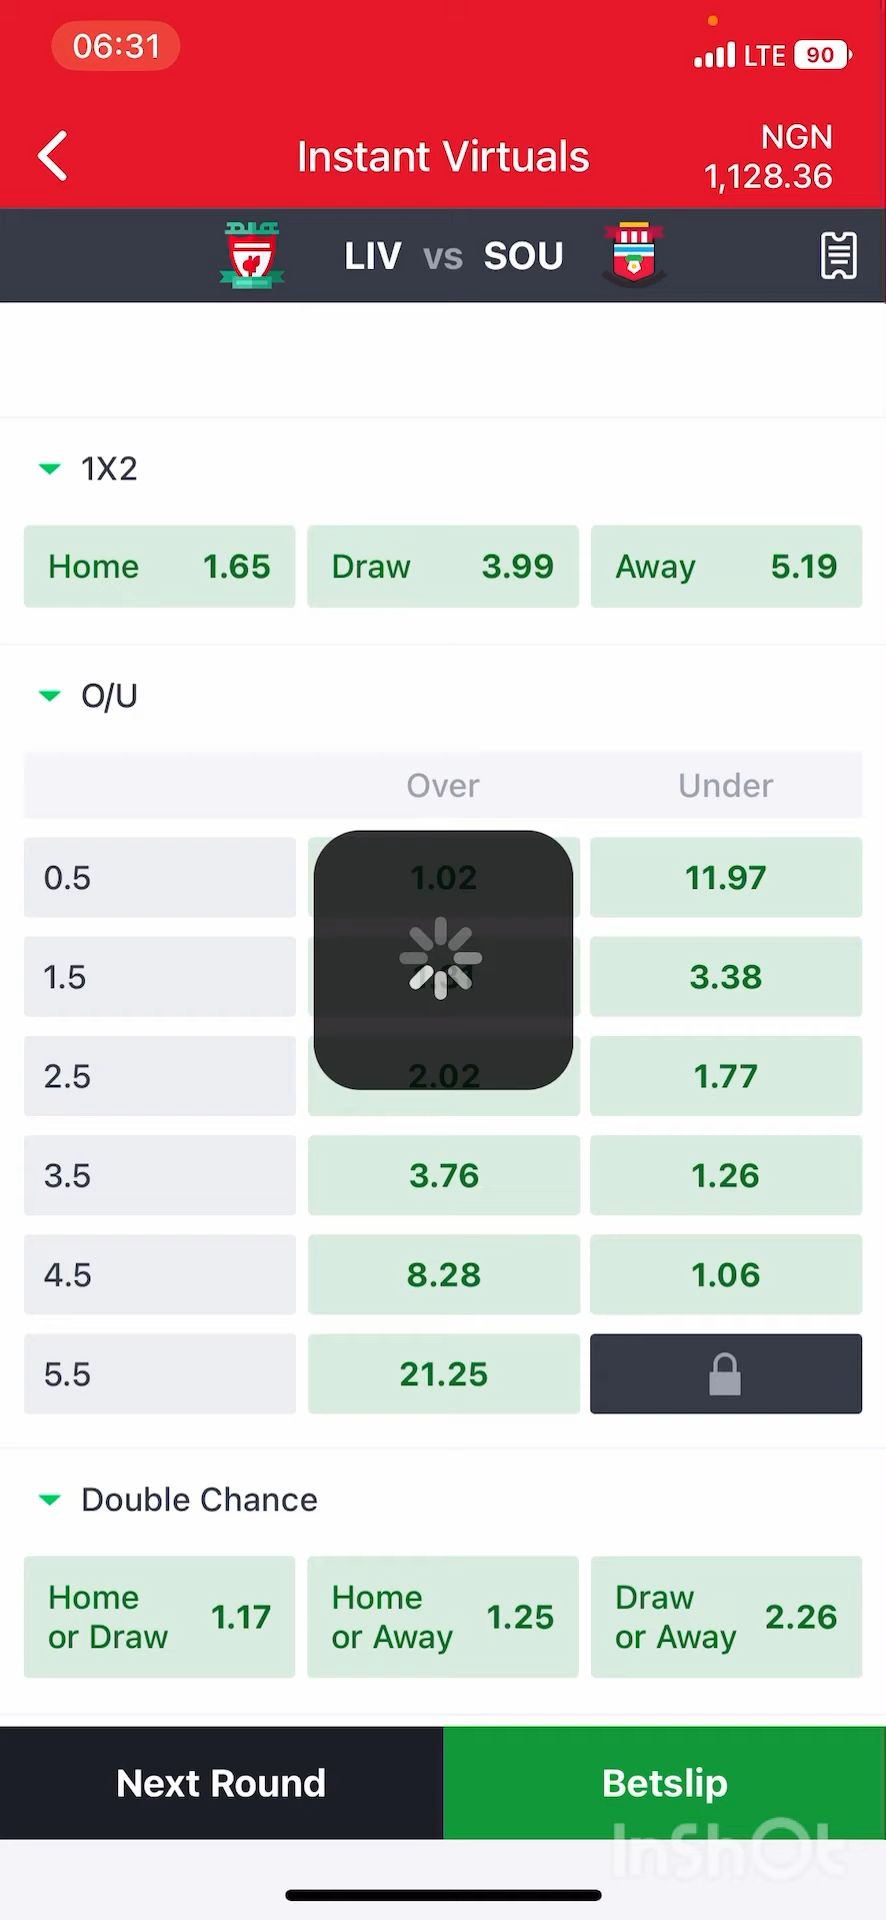 06:31
LTE 90
Instant Virtuals
NGN
1,128.36
LIV vs SOU
1X2
Home 1.65 Draw 3.99 Away 5.19
O/U
Over Under
0.5 1.02 11.97
1.5 3.38
2.5 2.02 1.77
3.5 3.76 1.26
4.5 8.28 1.06
5.5 21.25
Double Chance
Home or Draw 1.17
Home or Away 1.25
Draw or Away 2.26
Next Round Betslip
InShOt